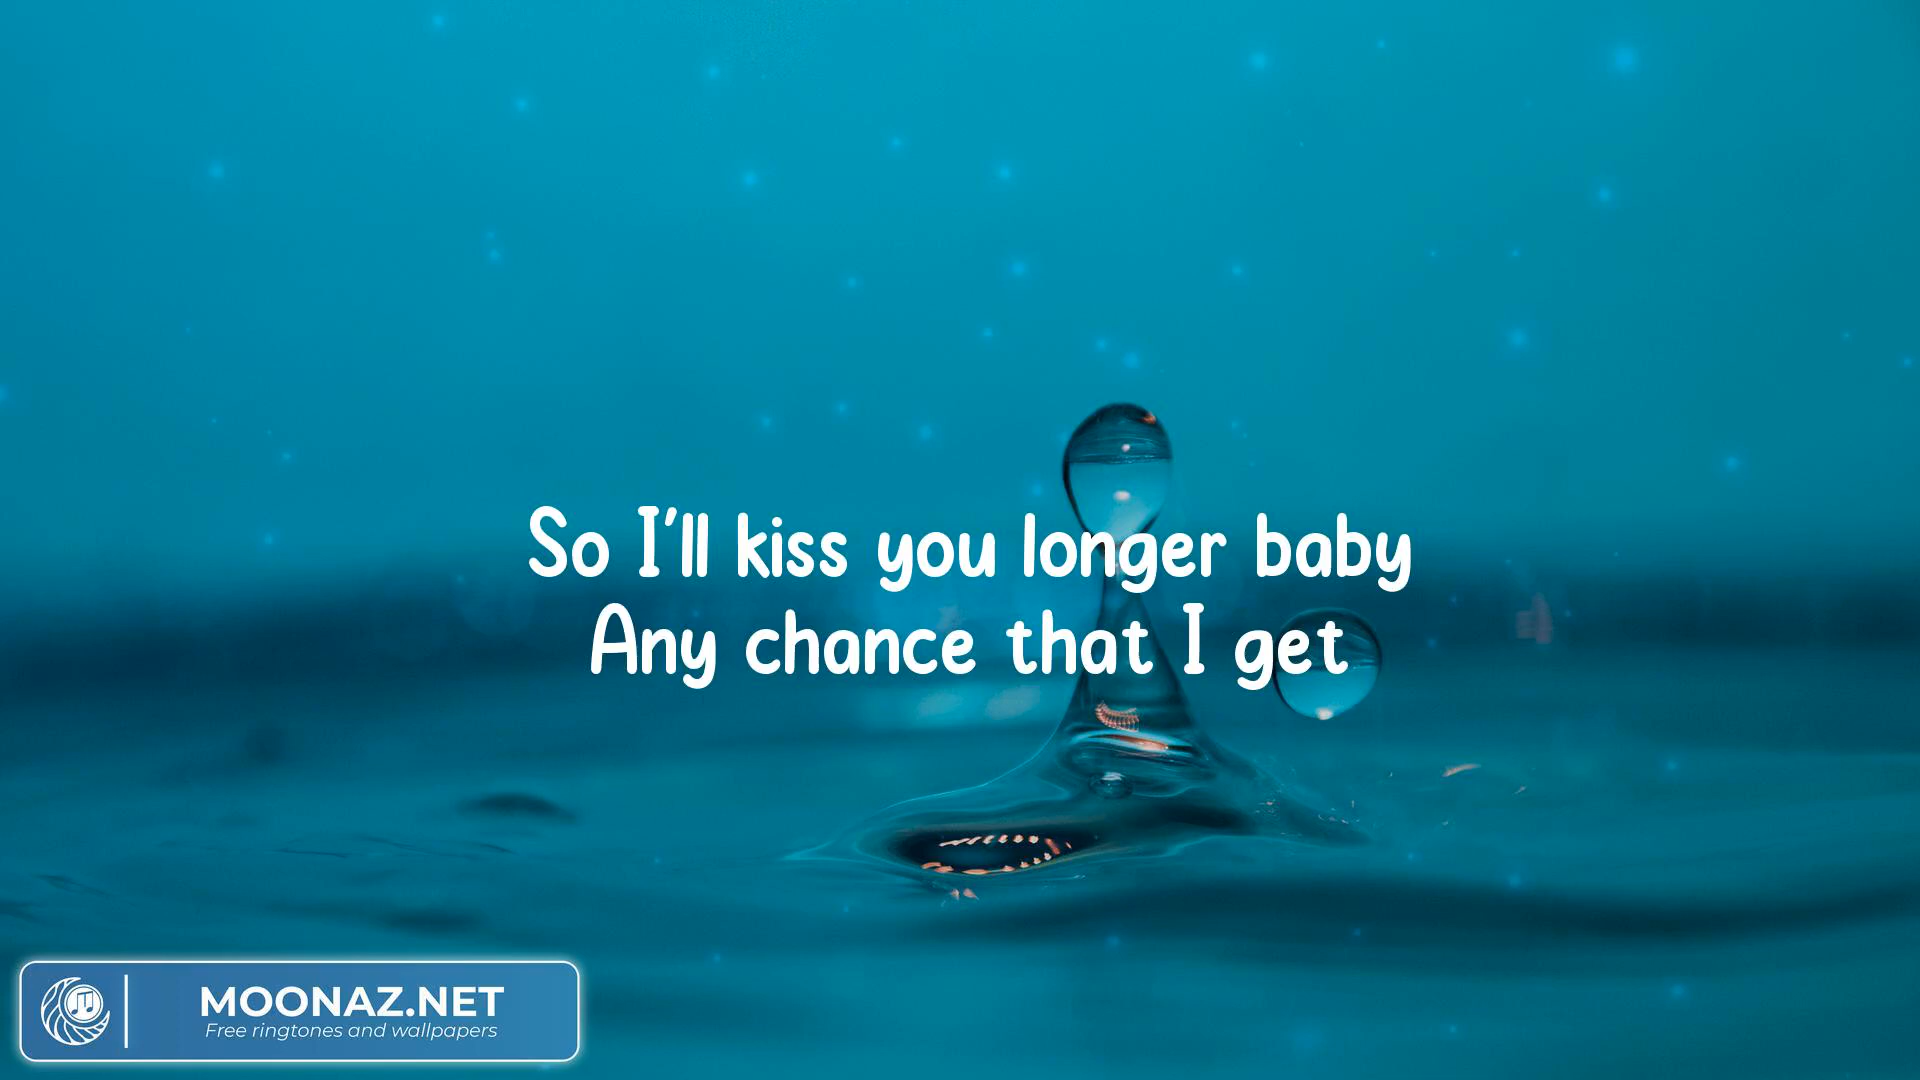 So I'll kiss you longer baby
Any chance that I get
MOONAZ.NET
Free ringtones and wallpapers